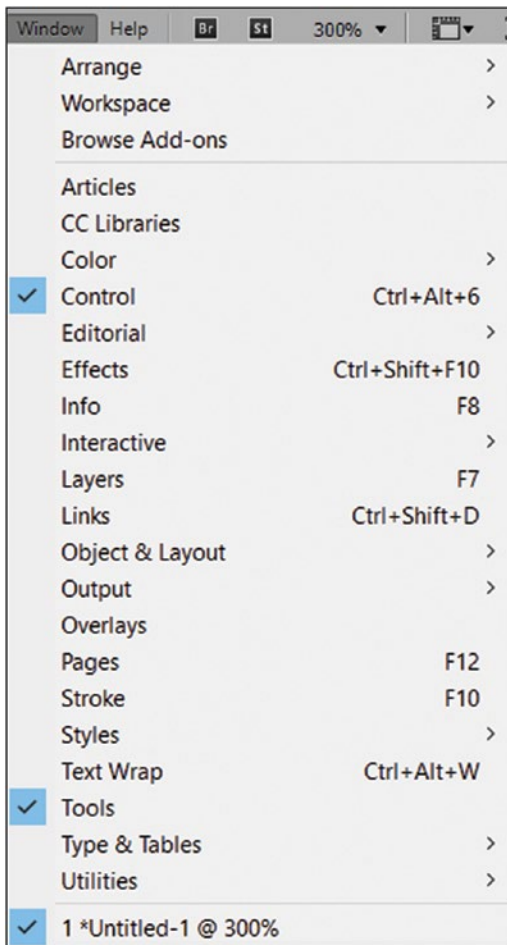 Window Help Br St 300%
Arrange
Workspace
Browse Add-ons
Articles
CC Libraries
Color
Control Ctrl+Alt+6
Editorial
Effects Ctrl+Shift+F10
Info F8
Interactive
Layers F7
Links Ctrl+Shift+D
Object & Layout
Output
Overlays
Pages F12
Stroke F10
Styles
Text Wrap Ctrl+Alt+W
Tools
Type & Tables
Utilities
1 *Untitled-1 @ 300%